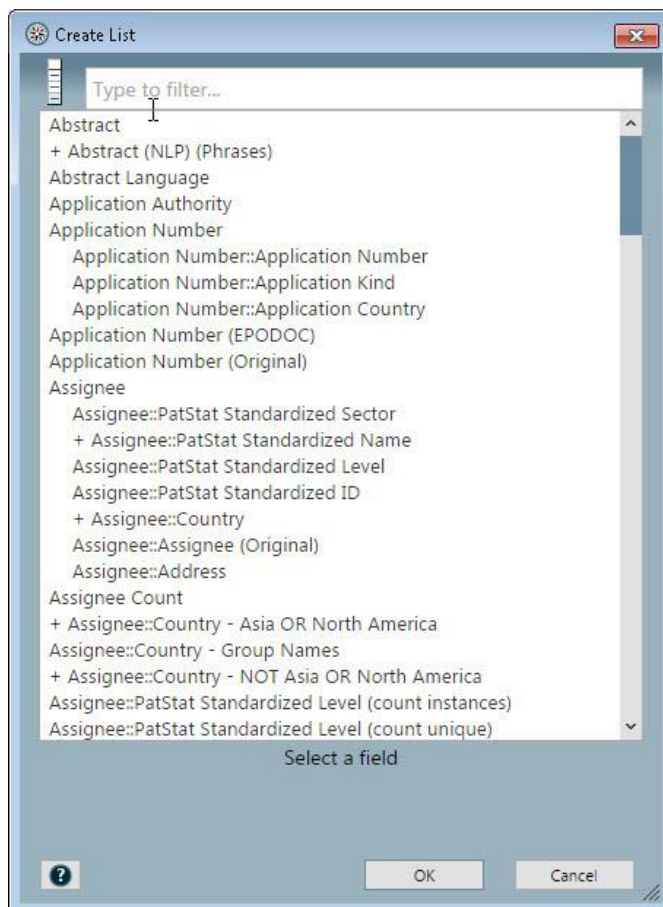 Create List
Type to filter...
Abstract
+ Abstract (NLP) (Phrases)
Abstract Language
Application Authority
Application Number
Application Number::Application Number
Application Number::Application Kind
Application Number::Application Country
Application Number (EPODOC)
Application Number (Original)
Assignee
Assignee::PatStat Standardized Sector
+ Assignee::PatStat Standardized Name
Assignee::PatStat Standardized Level
Assignee::PatStat Standardized ID
+ Assignee::Country
Assignee::Assignee (Original)
Assignee::Address
Assignee Count
+ Assignee::Country - Asia OR North America
Assignee::Country - Group Names
+ Assignee::Country - NOT Asia OR North America
Assignee::PatStat Standardized Level (count instances)
Assignee::PatStat Standardized Level (count unique)
Select a field
? OK Cancel